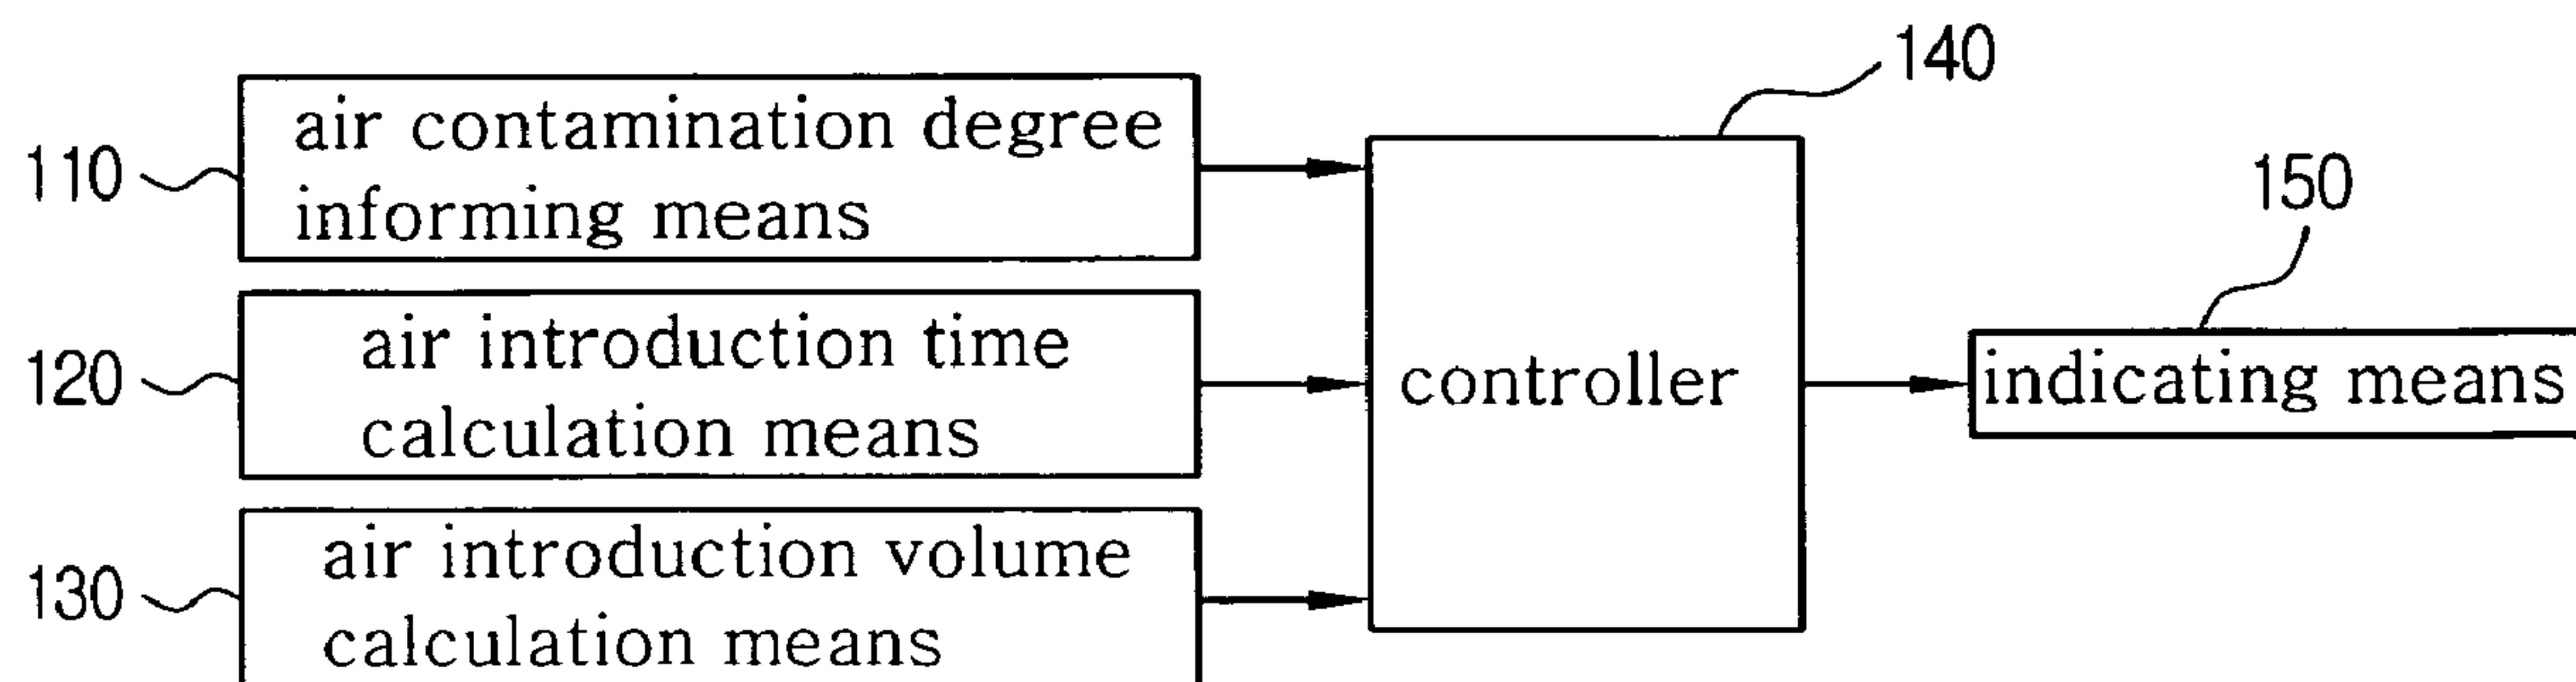 140
air contamination degree
110
informing means
150
air introduction time
120
controller
indicating means
calculation means
air introduction volume
130
calculation means